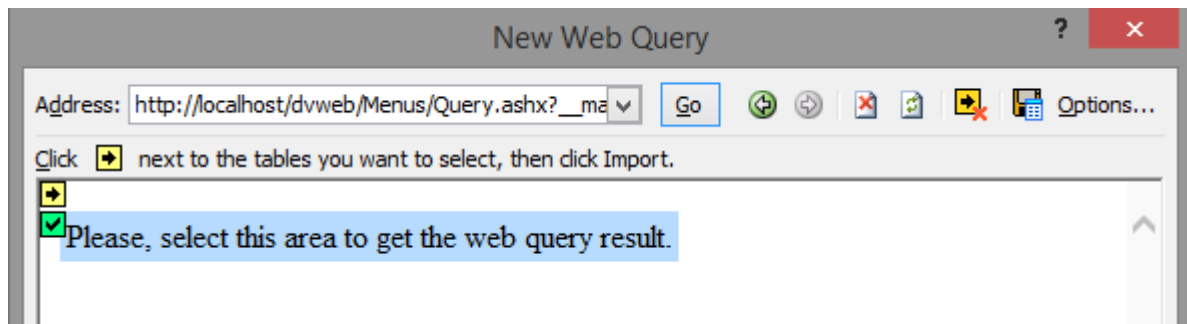 New Web Query
? ×
Address: http://localhost/dvweb/Menus/Query.ashx?__ma Go Options...
Click next to the tables you want to select, then click Import.
Please, select this area to get the web query result.